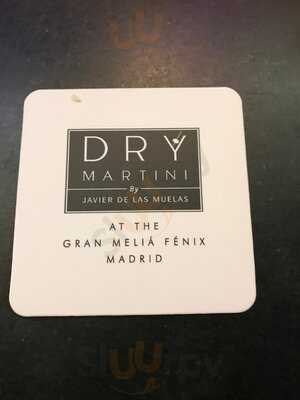 DRY
MARTINI
By
JAVIER DE LAS MUELAS
AT THE
GRAN MELIÁ FÉNIX
MADRID